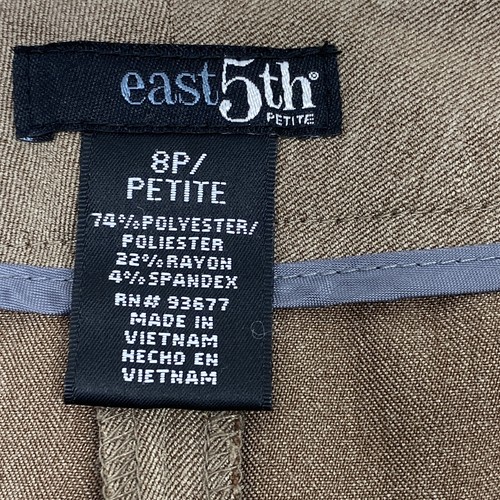 east5th®
PETITE
8P/
PETITE
74%POLYESTER/
POLIESTER
22%RAYON
4%SPANDEX
RN# 93677
MADE IN
VIETNAM
HECHO EN
VIETNAM